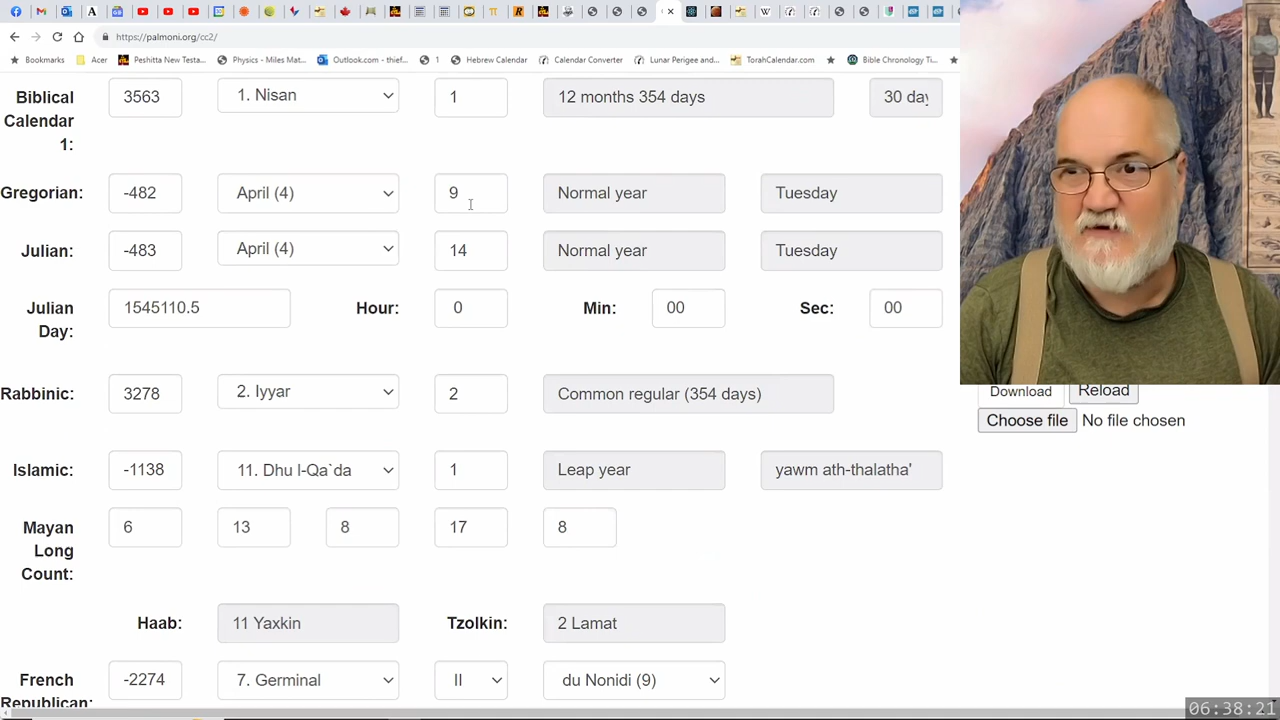 https://palmoni.org/cc2/
Bookmarks Acer Peshitta New Testa... Physics - Miles Mat... Outlook.com - thief... 1 Hebrew Calendar Calendar Converter Lunar Perigee and... TorahCalendar.com Bible Chronology Ti...
Biblical Calendar 1: 3563 1. Nisan 1 12 months 354 days 30 day
Gregorian: -482 April (4) 9 Normal year Tuesday
Julian: -483 April (4) 14 Normal year Tuesday
Julian Day: 1545110.5 Hour: 0 Min: 00 Sec: 00
Download Reload
Choose file No file chosen
Rabbinic: 3278 2. Iyyar 2 Common regular (354 days)
Islamic: -1138 11. Dhu l-Qa`da 1 Leap year yawm ath-thalatha'
Mayan Long Count: 6 13 8 17 8
Haab: 11 Yaxkin Tzolkin: 2 Lamat
French Republican: -2274 7. Germinal II du Nonidi (9)
06:38:21